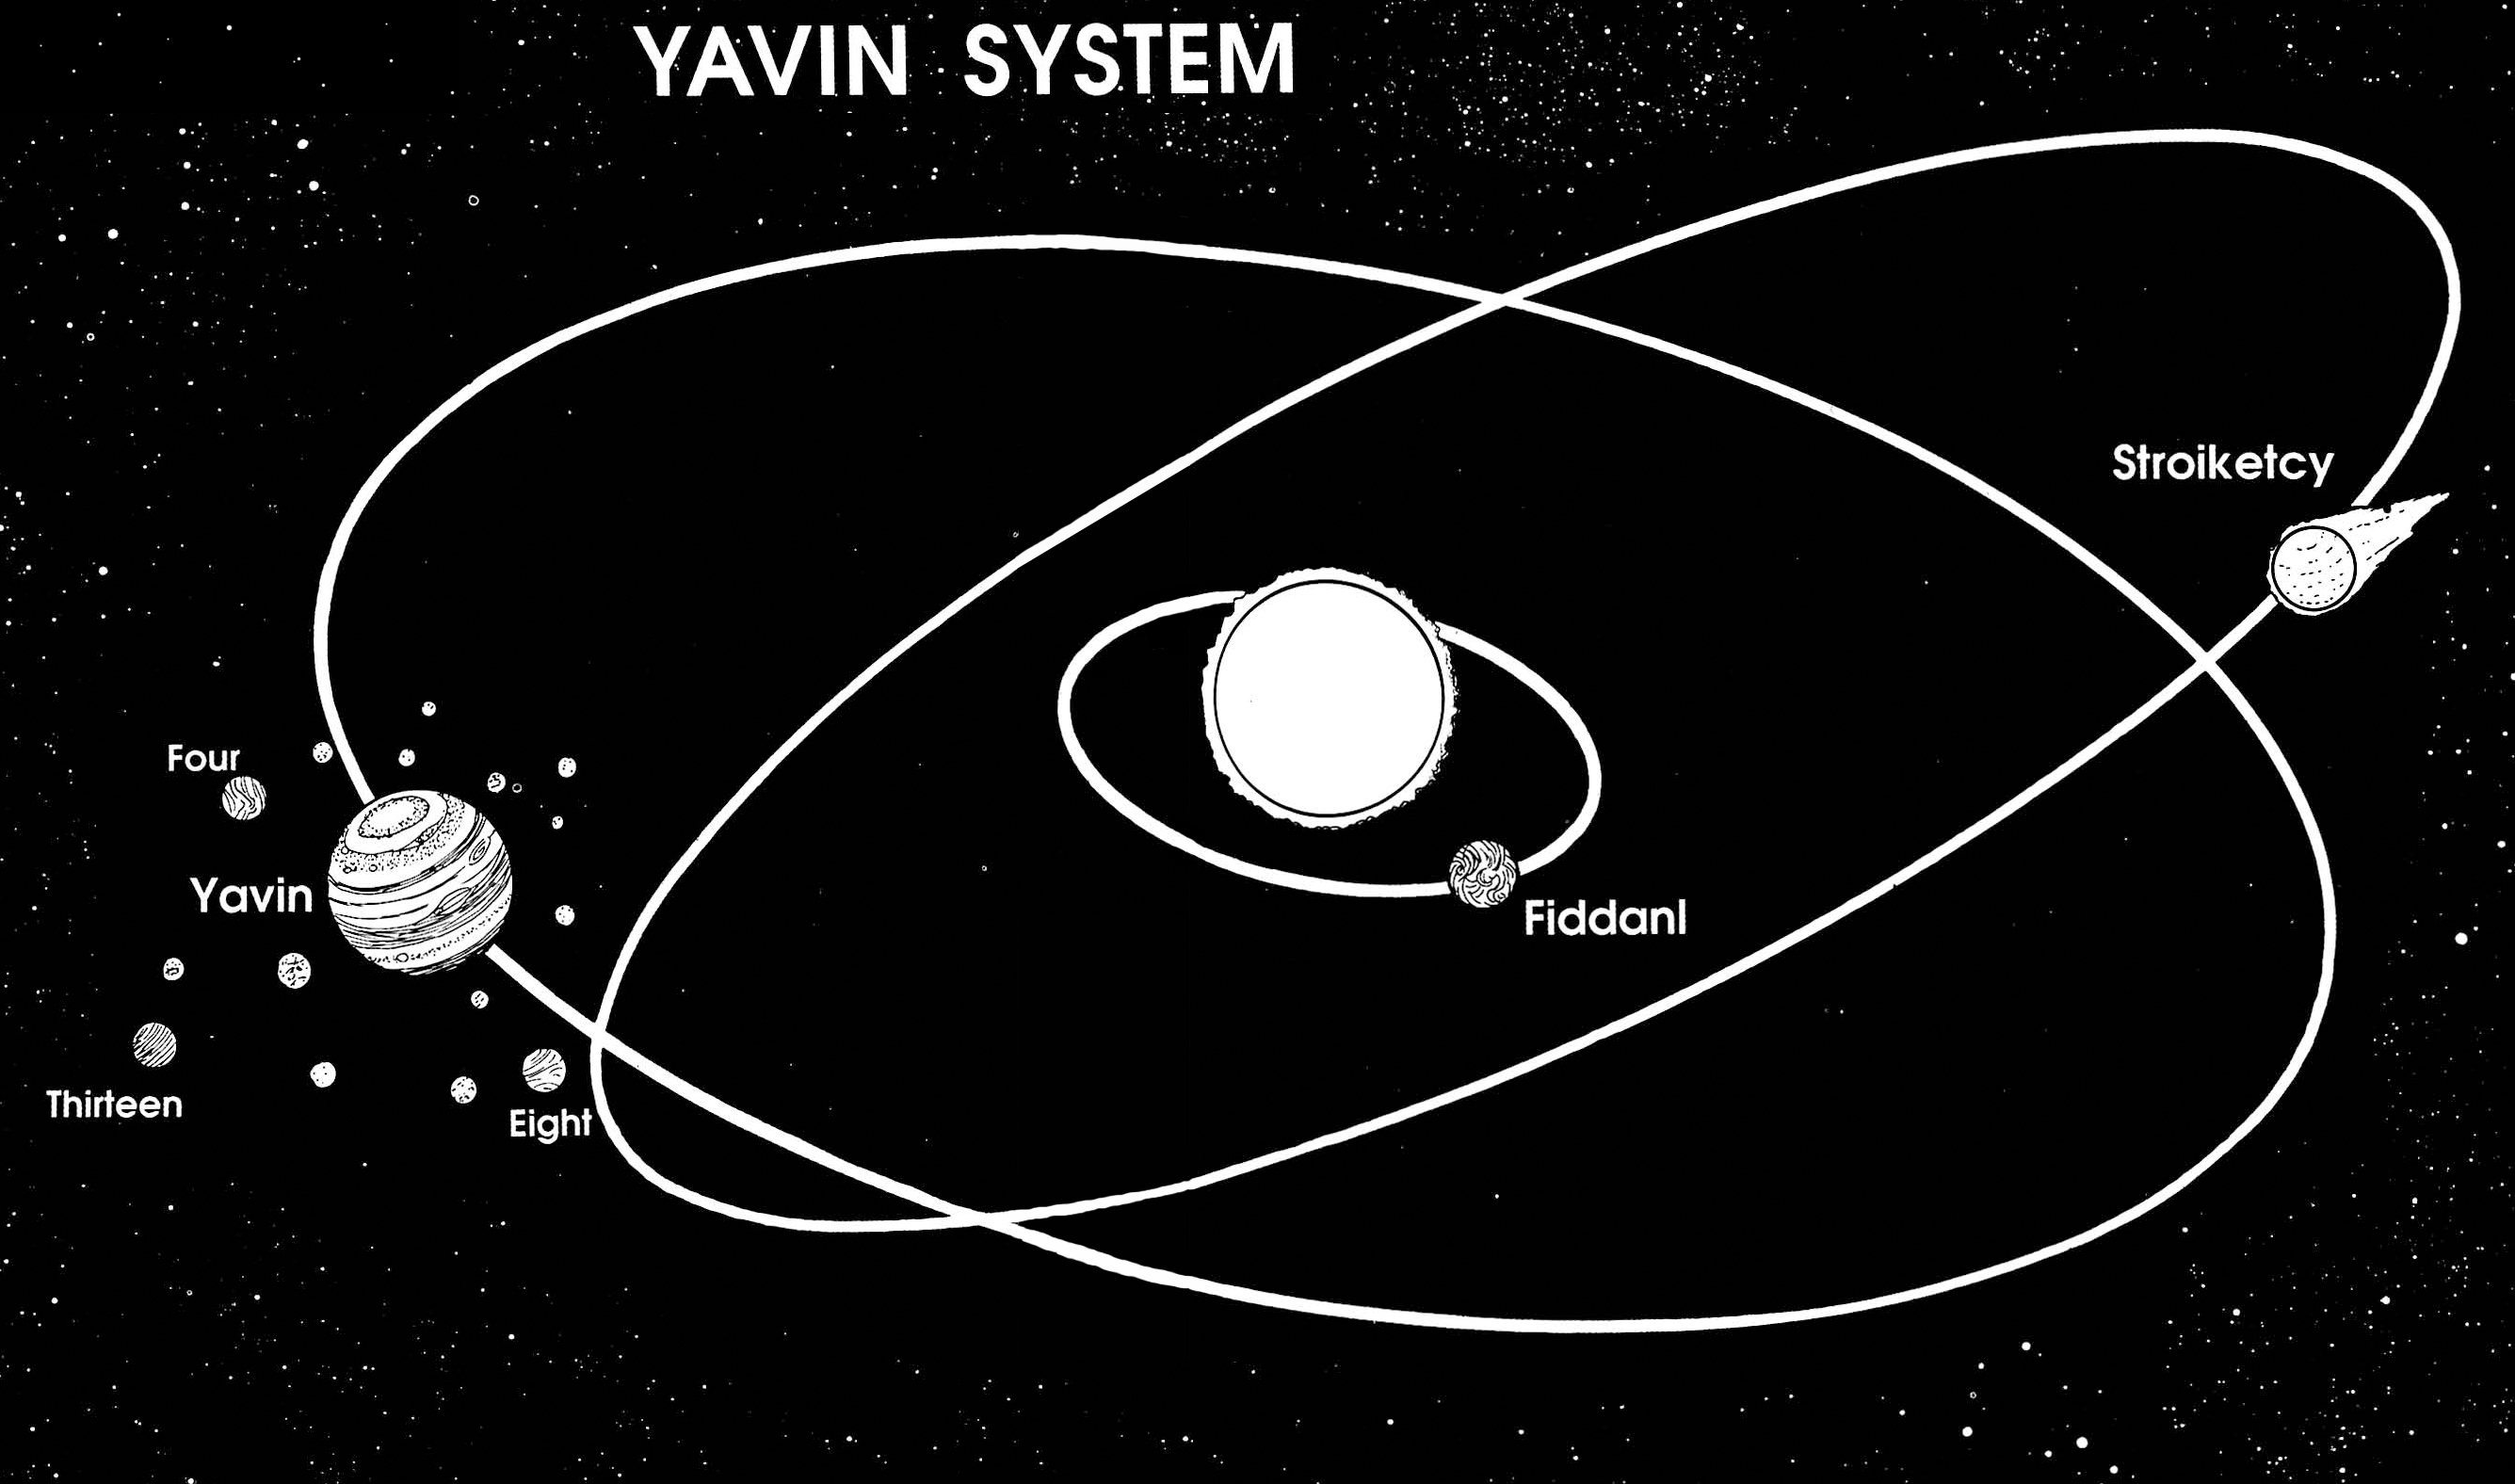 YAVIN SYSTEM
Stroiketcy
Four
Yavin
Fiddanl
Thirteen
Eight